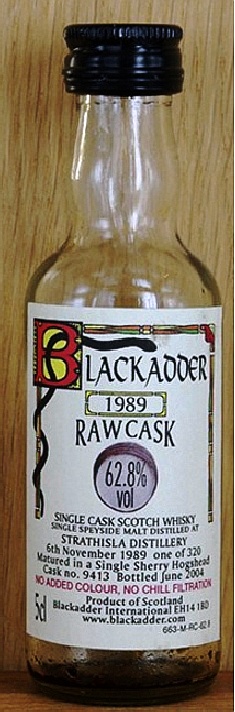 BLACKADDER
1989
RAW CASK
62.8%
vol
SINGLE CASK SCOTCH WHISKY
SINGLE SPEYSIDE MALT DISTILLED AT
STRATHISLA DISTILLERY
6th November 1989 one of 320
Matured in a Single Sherry Hogshead
Cask no. 9413 Bottled June 2004
NO ADDED COLOUR, NO CHILL FILTRATION
5cl
Product of Scotland
Blackadder International EH14 1BD
www.blackadder.com